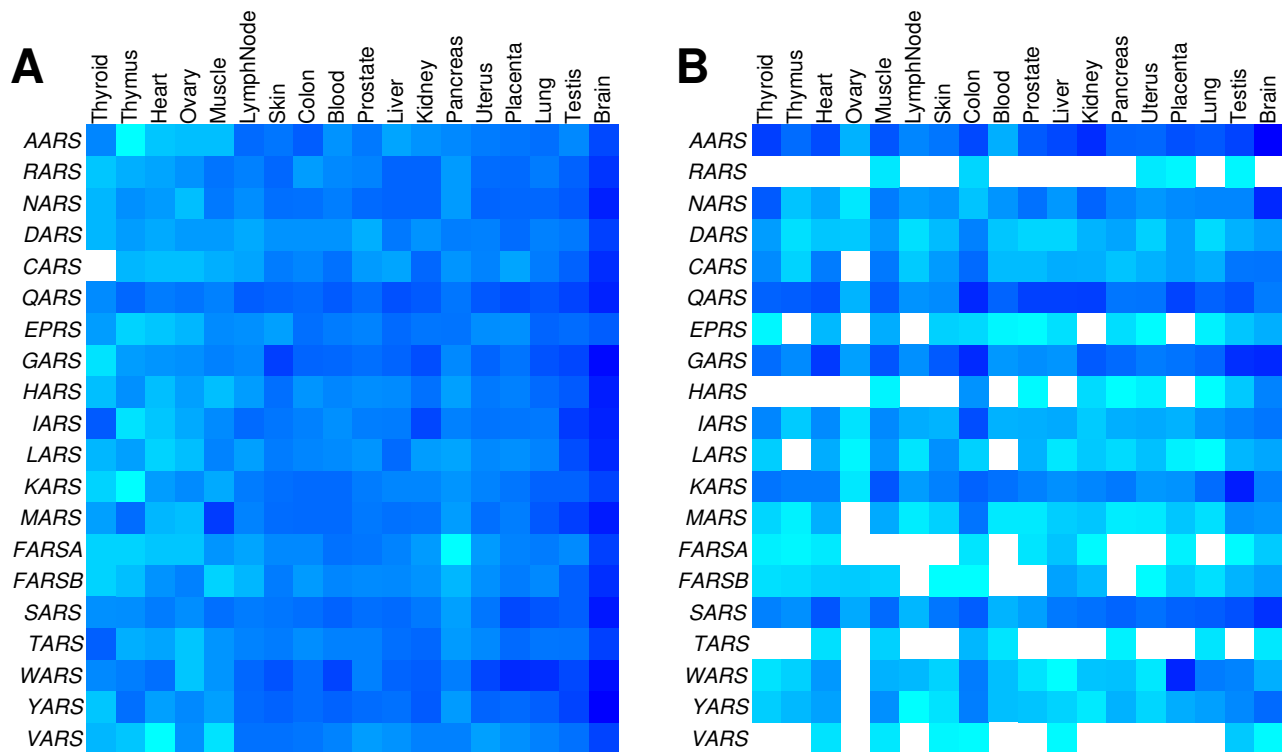 A
Thyroid
Thymus
Heart
Ovary
Muscle
LymphNode
Skin
Colon
Blood
Prostate
Liver
Kidney
Pancreas
Uterus
Placenta
Lung
Testis
Brain
AARS
RARS
NARS
DARS
CARS
QARS
EPRS
GARS
HARS
IARS
LARS
KARS
MARS
FARSA
FARSB
SARS
TARS
WARS
YARS
VARS
B
Thyroid
Thymus
Heart
Ovary
Muscle
LymphNode
Skin
Colon
Blood
Prostate
Liver
Kidney
Pancreas
Uterus
Placenta
Lung
Testis
Brain
AARS
RARS
NARS
DARS
CARS
QARS
EPRS
GARS
HARS
IARS
LARS
KARS
MARS
FARSA
FARSB
SARS
TARS
WARS
YARS
VARS